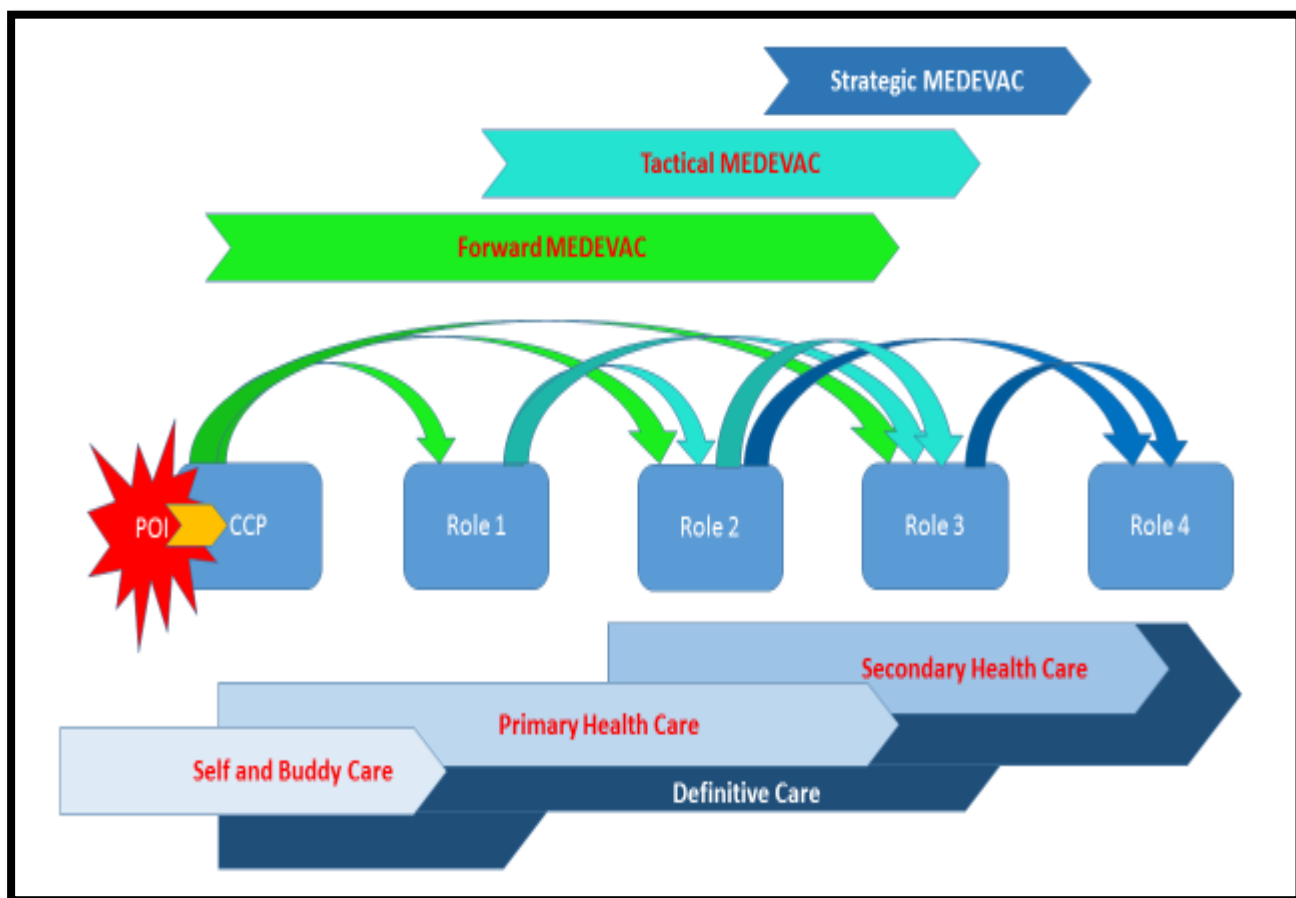 Strategic MEDEVAC
Tactical MEDEVAC
Forward MEDEVAC
POI
CCP
Role 1
Role 2
Role 3
Role 4
Secondary Health Care
Primary Health Care
Self and Buddy Care
Definitive Care